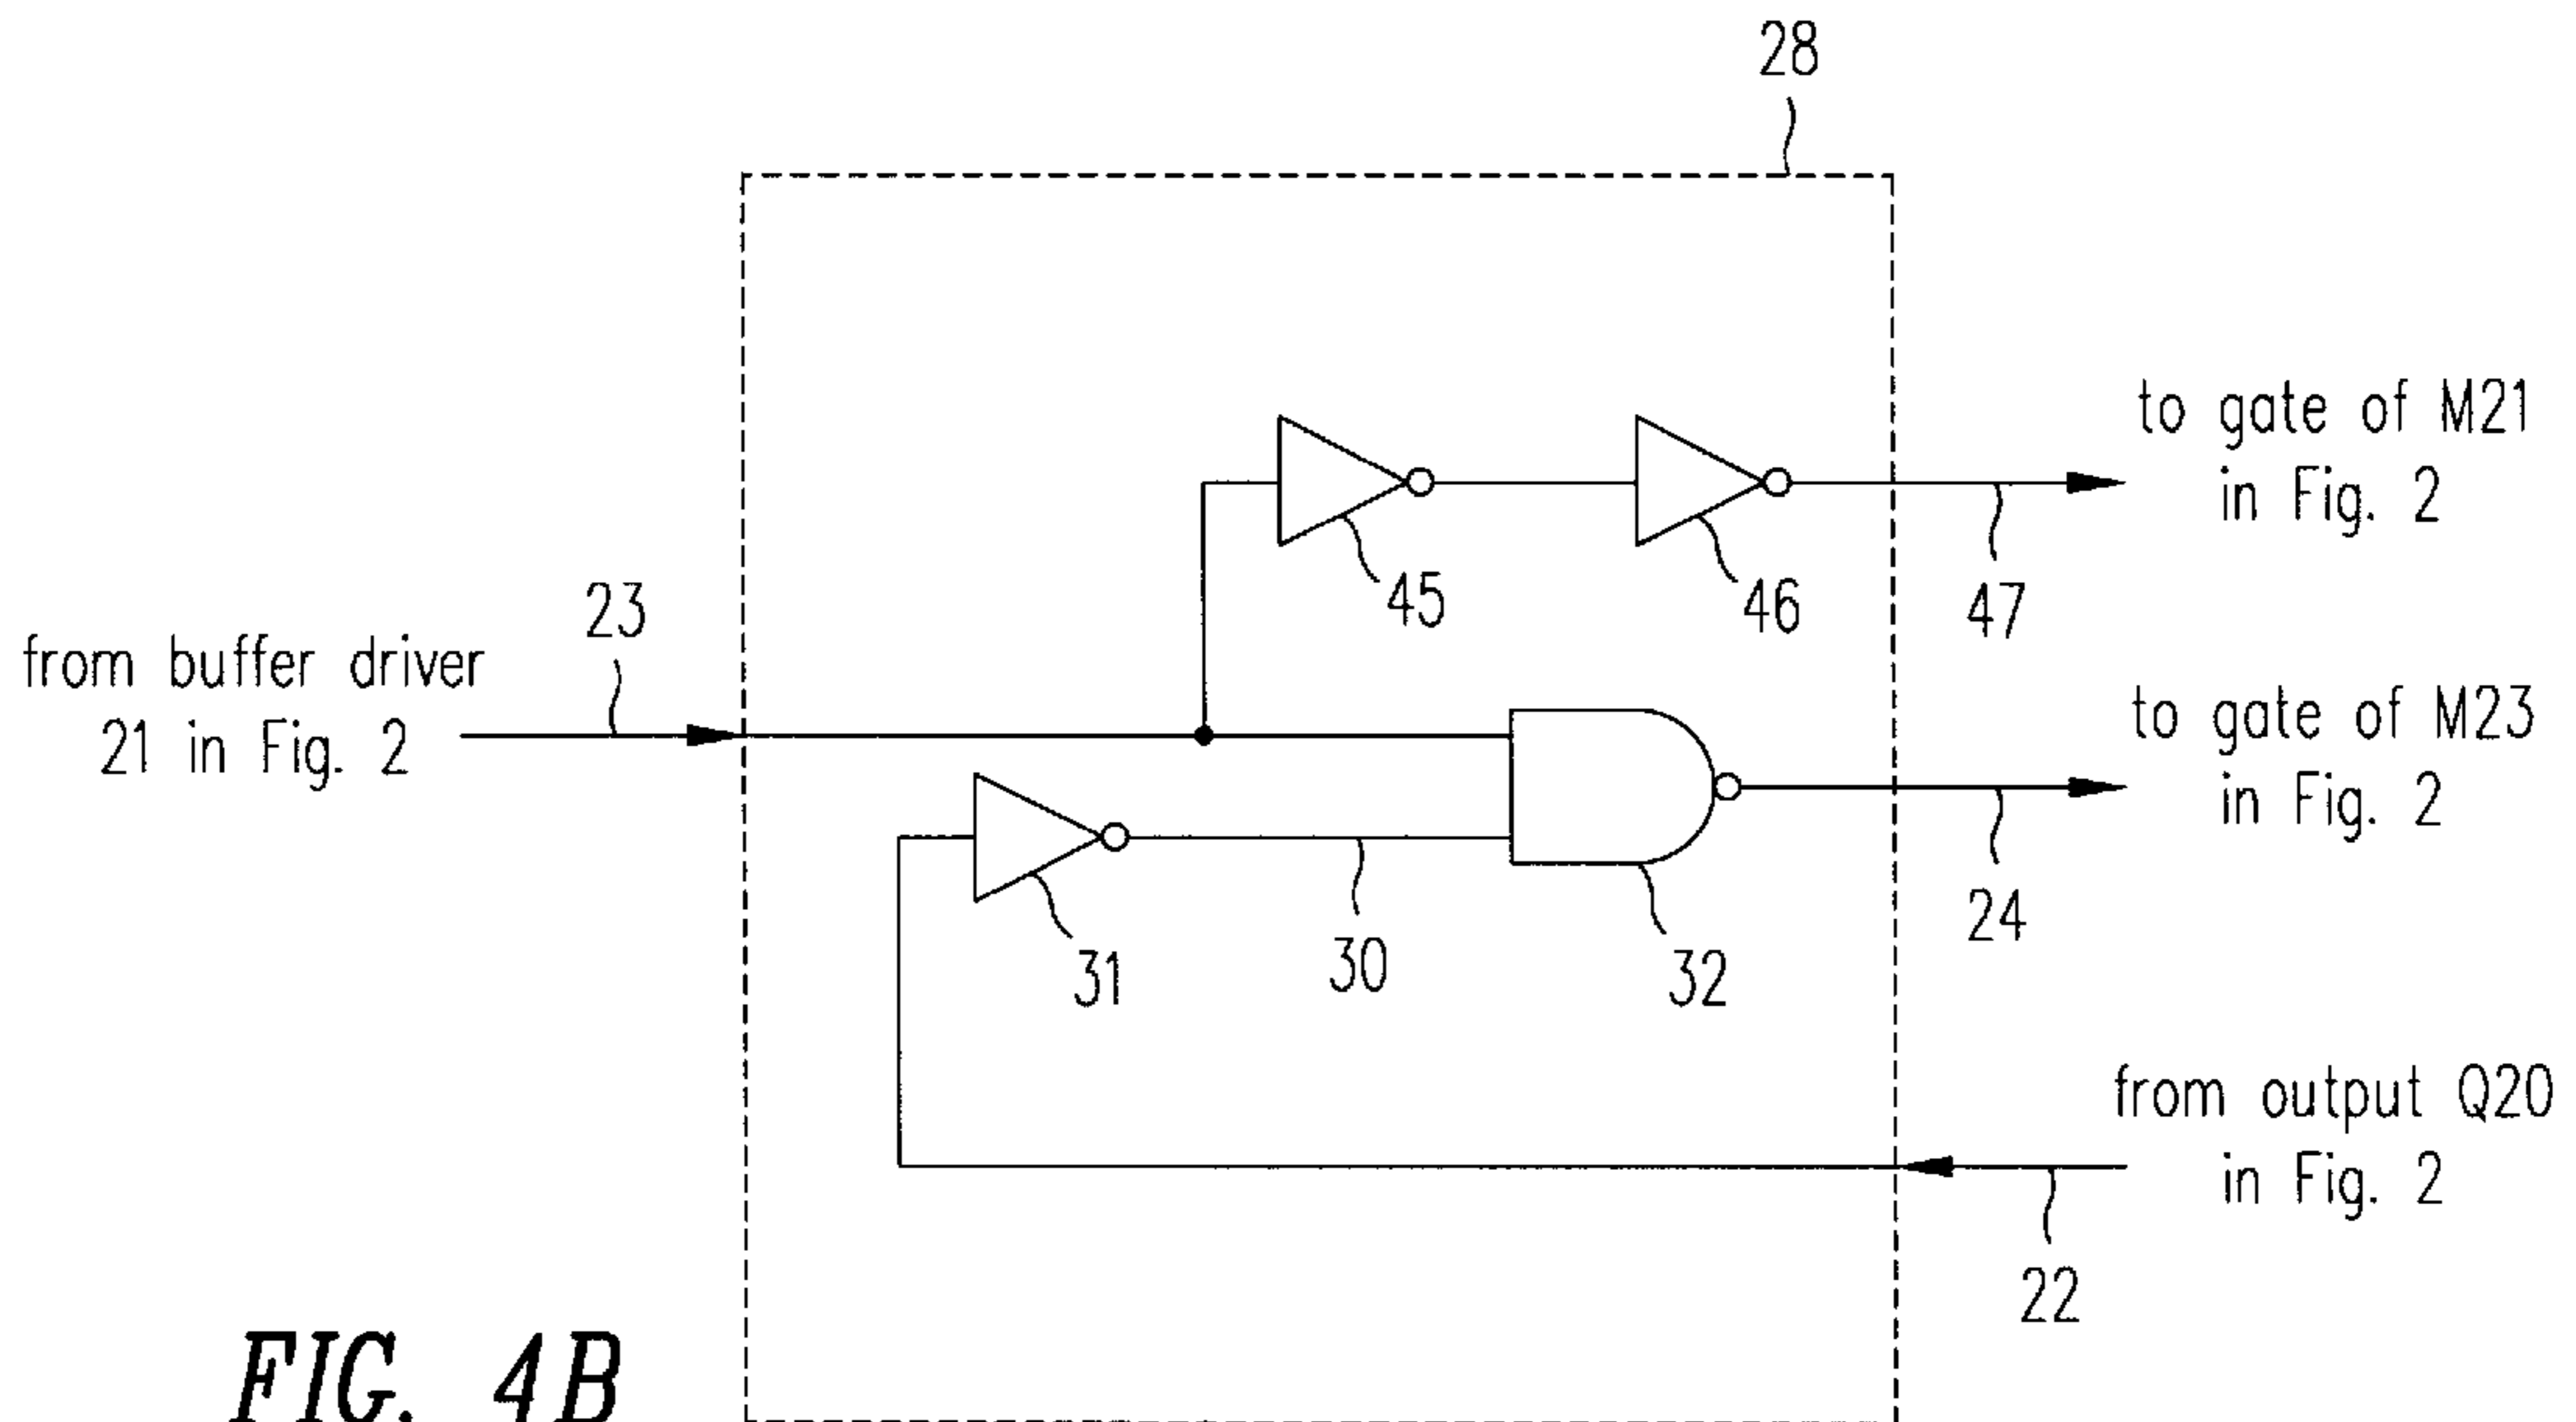 28
to gate of M21
in Fig. 2
45
46
47
23
from buffer driver
21 in Fig. 2
to gate of M23
in Fig. 2
24
31
30
32
from output Q20
in Fig. 2
22
FIG. 4B